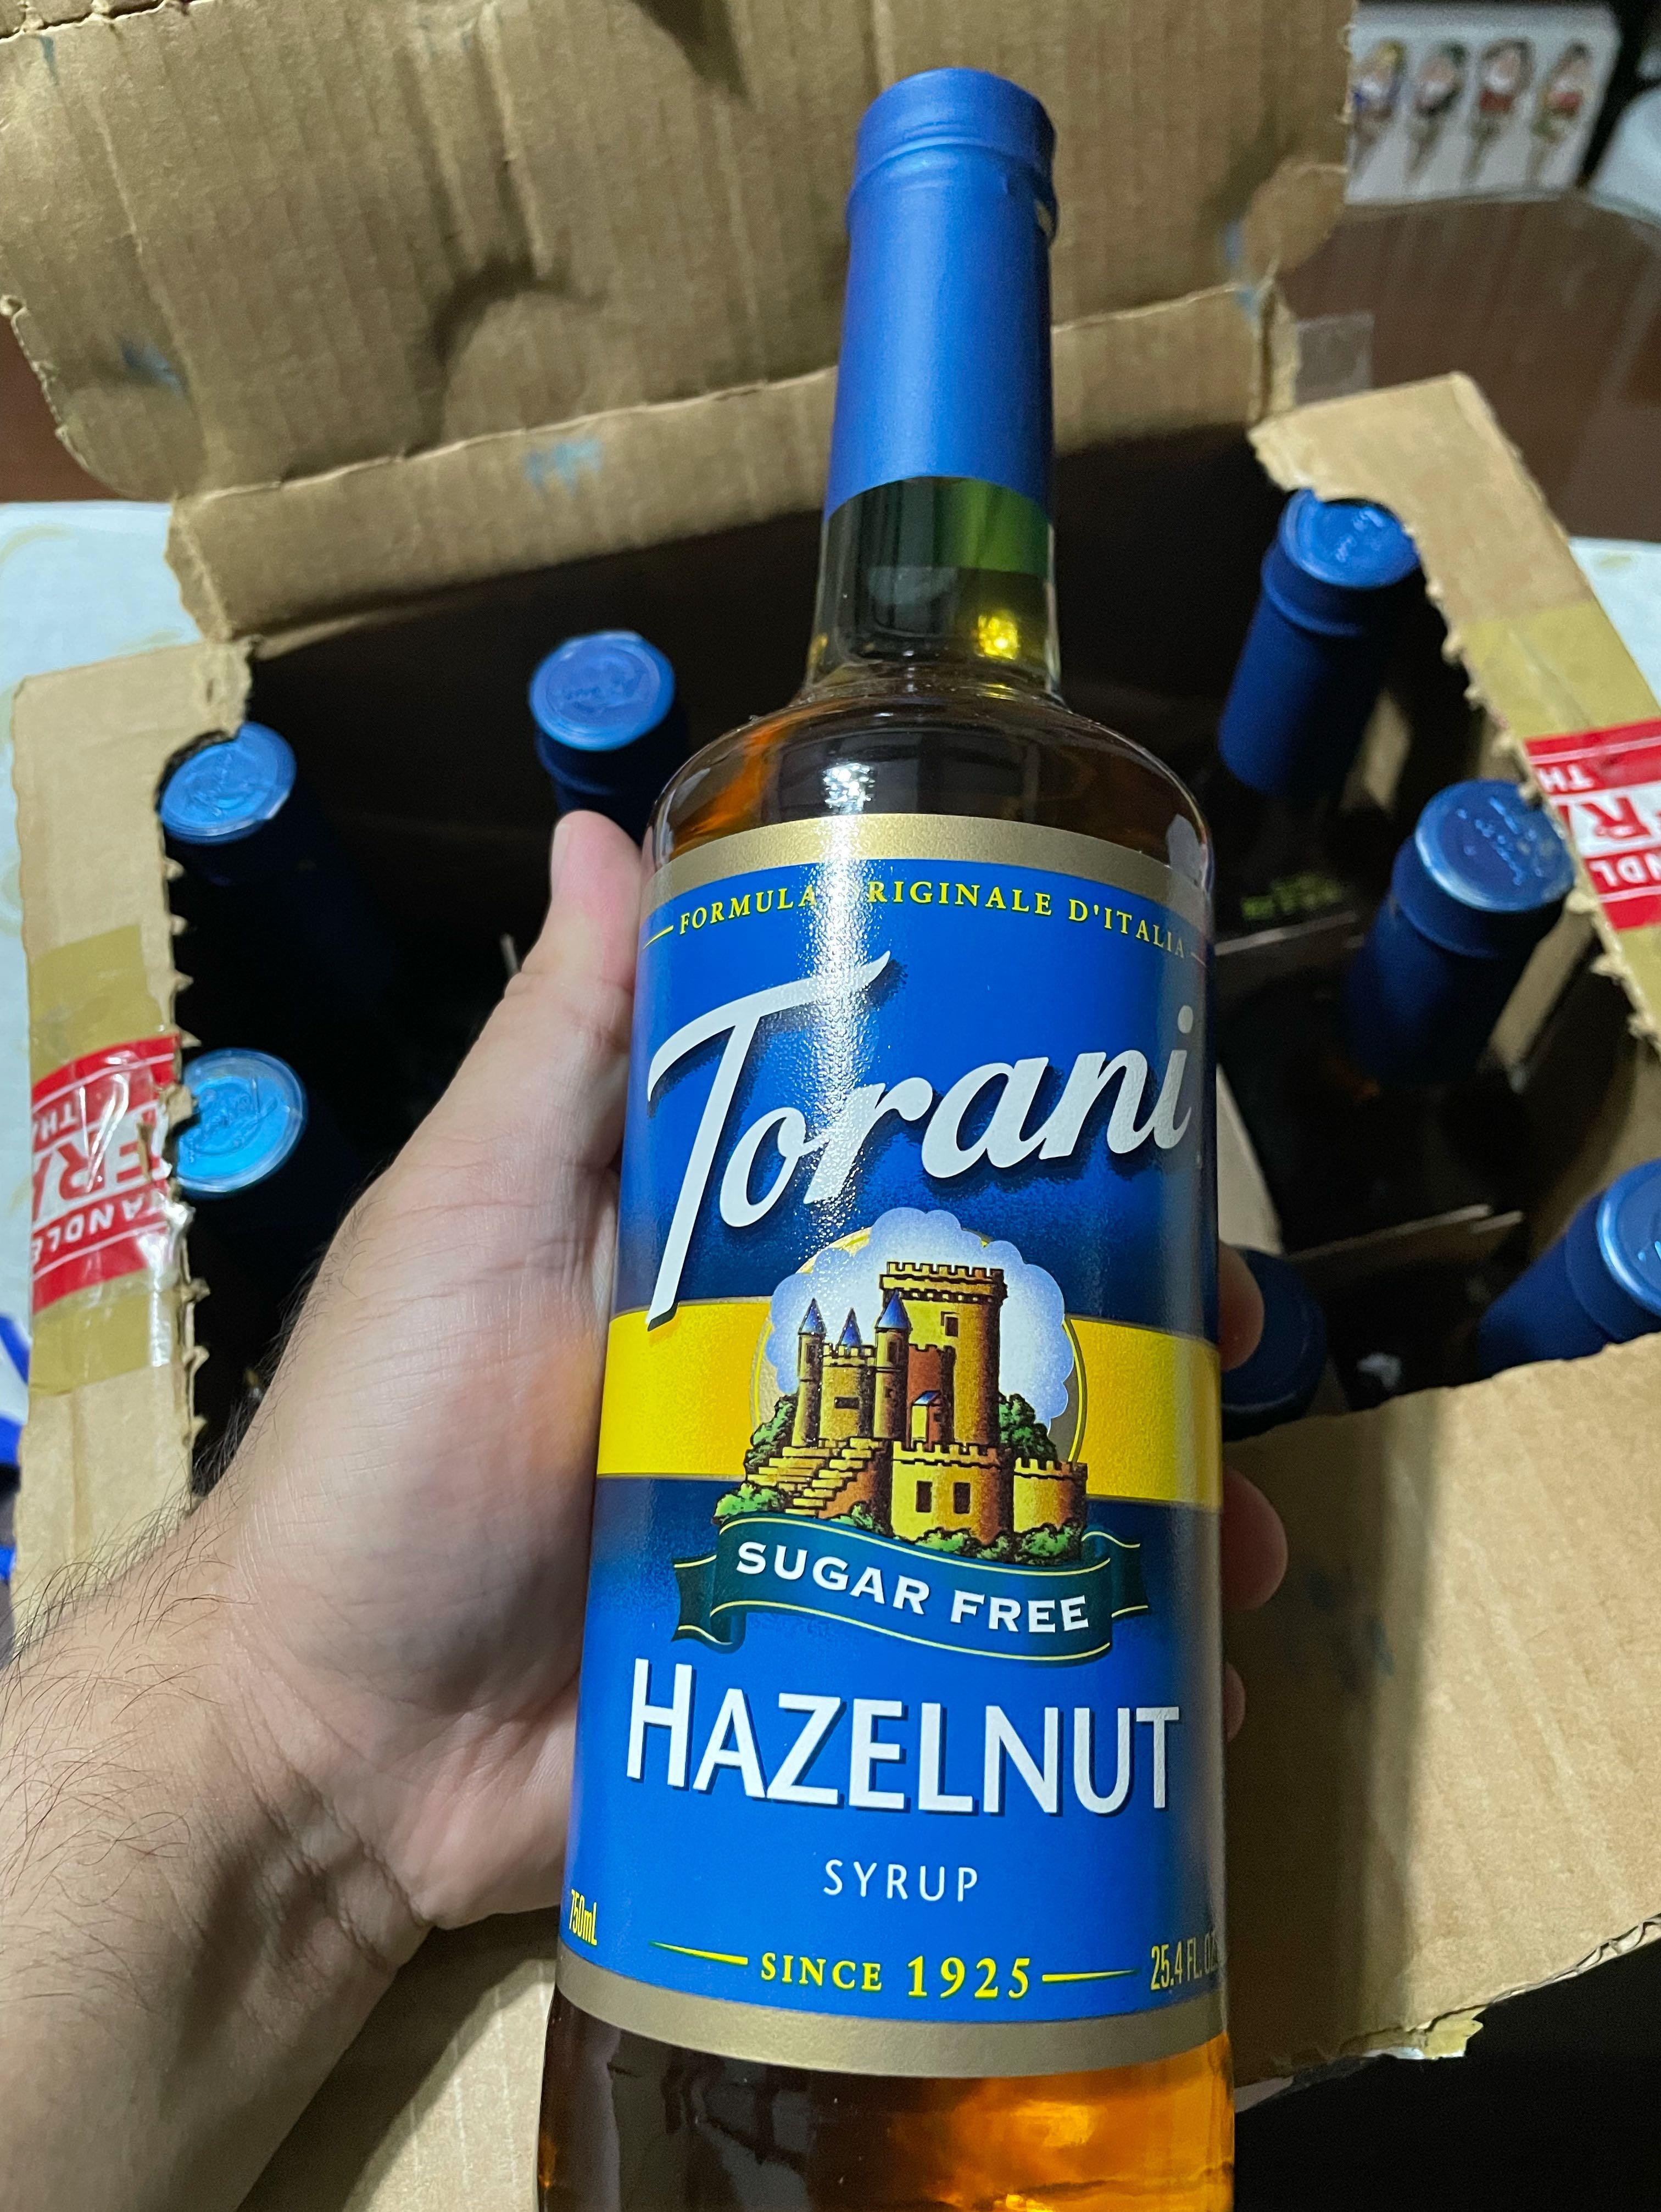 FORMULA ORIGINALE D'ITALIA
Torani
SUGAR FREE
HAZELNUT
SYRUP
750mL
SINCE 1925
25.4 FL. OZ.